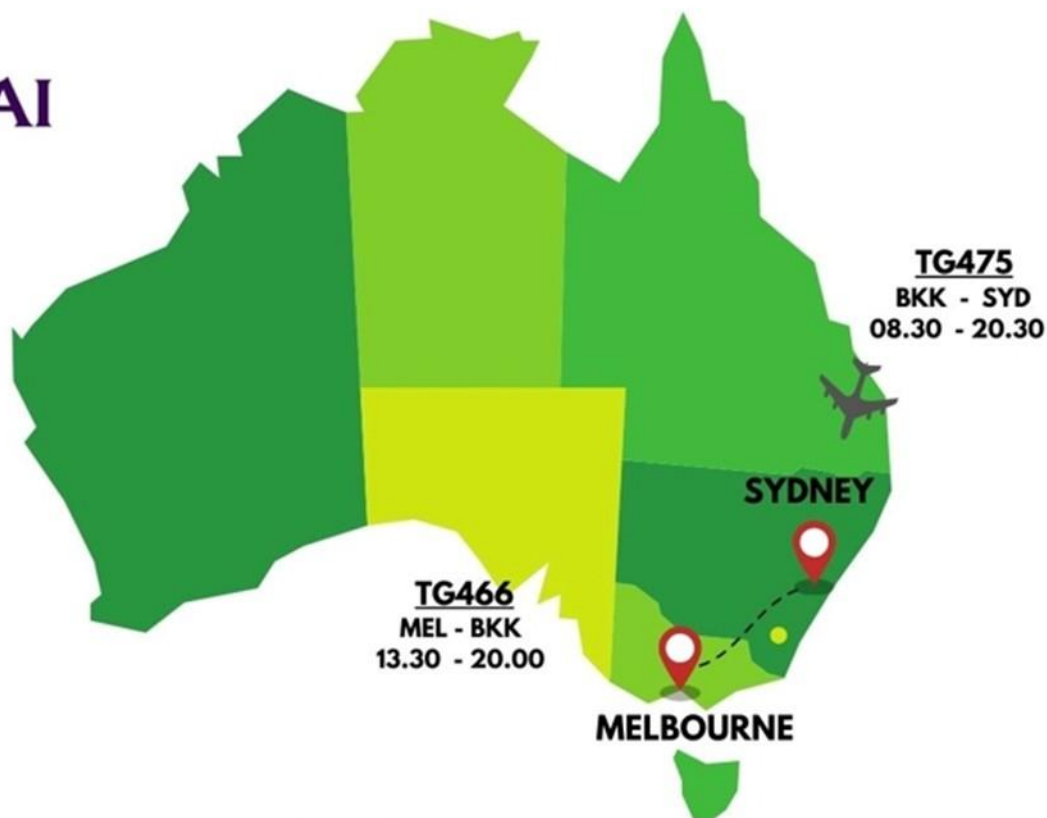 AI
TG475
BKK - SYD
08.30 - 20.30
SYDNEY
TG466
MEL - BKK
13.30 - 20.00
MELBOURNE